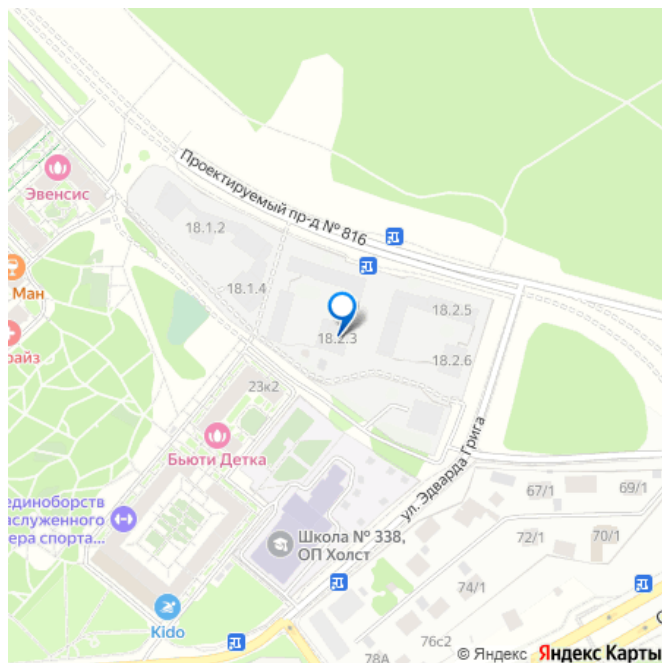 Проектируемый пр-д № 816
Эвенсис
18.1.2
Ман
18.1.4
18.2.5
райз
18.2.3
18.2.6
23к2
Бьюти Детка
ул. Эдварда Грига
67/1
69/1
единоборств
аслуженного
ера спорта...
Школа № 338,
ОП Холст
72/1
70/1
74/1
Kido
76с2
78А
© Яндекс Яндекс Карты